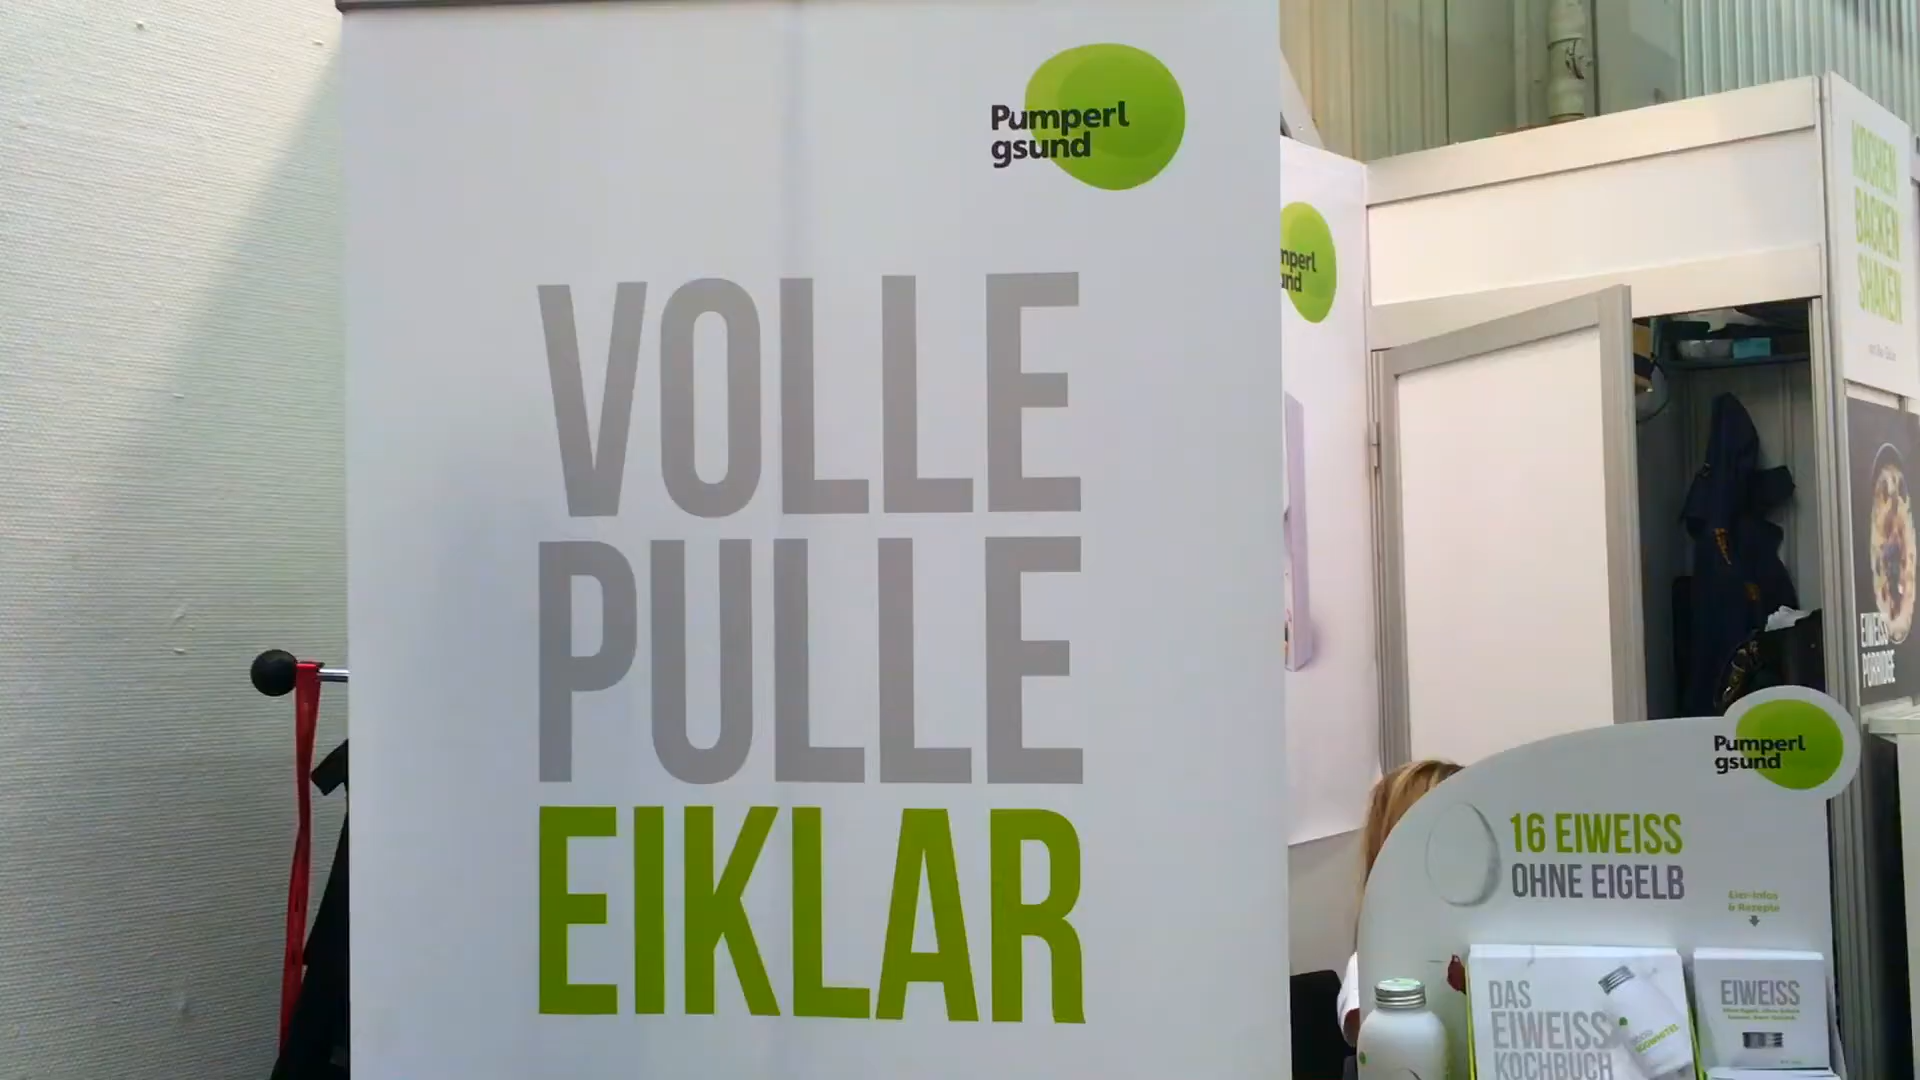 Pumperl
gsund
VOLLE
PULLE
EIKLAR
mperl
und
KOCHEN
BACKEN
SHAKEN
EIWEISS
PORRIDGE
Pumperl
gsund
16 EIWEISS
OHNE EIGELB
Eier-Infos
& Rezepte
DAS
EIWEISS
KOCHBUCH
EIWEISS